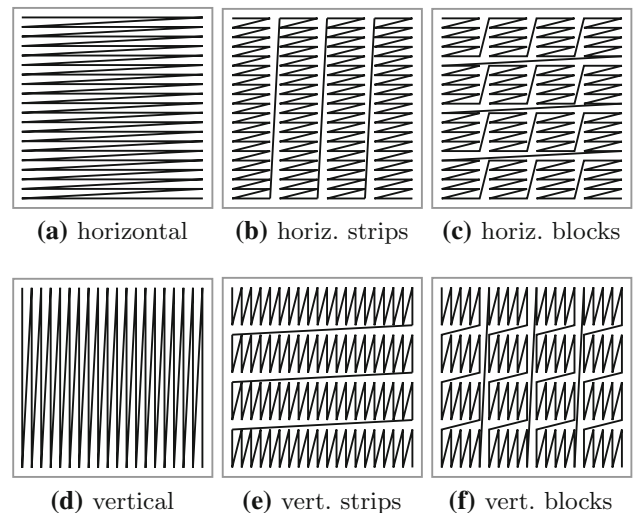 (a) horizontal
(b) horiz. strips
(c) horiz. blocks
(d) vertical
(e) vert. strips
(f) vert. blocks